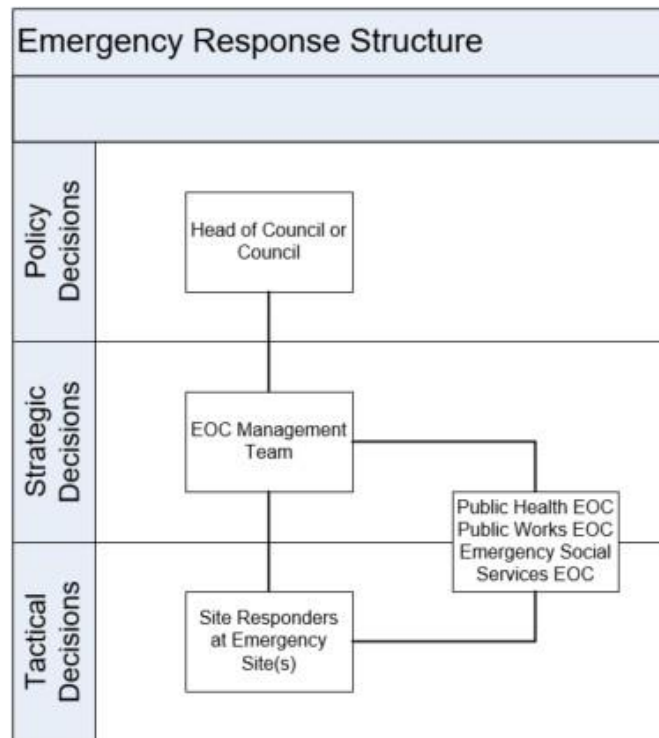 Emergency Response Structure
Policy
Decisions
Head of Council or
Council
Strategic
Decisions
EOC Management
Team
Public Health EOC
Public Works EOC
Emergency Social
Services EOC
Tactical
Decisions
Site Responders
at Emergency
Site(s)